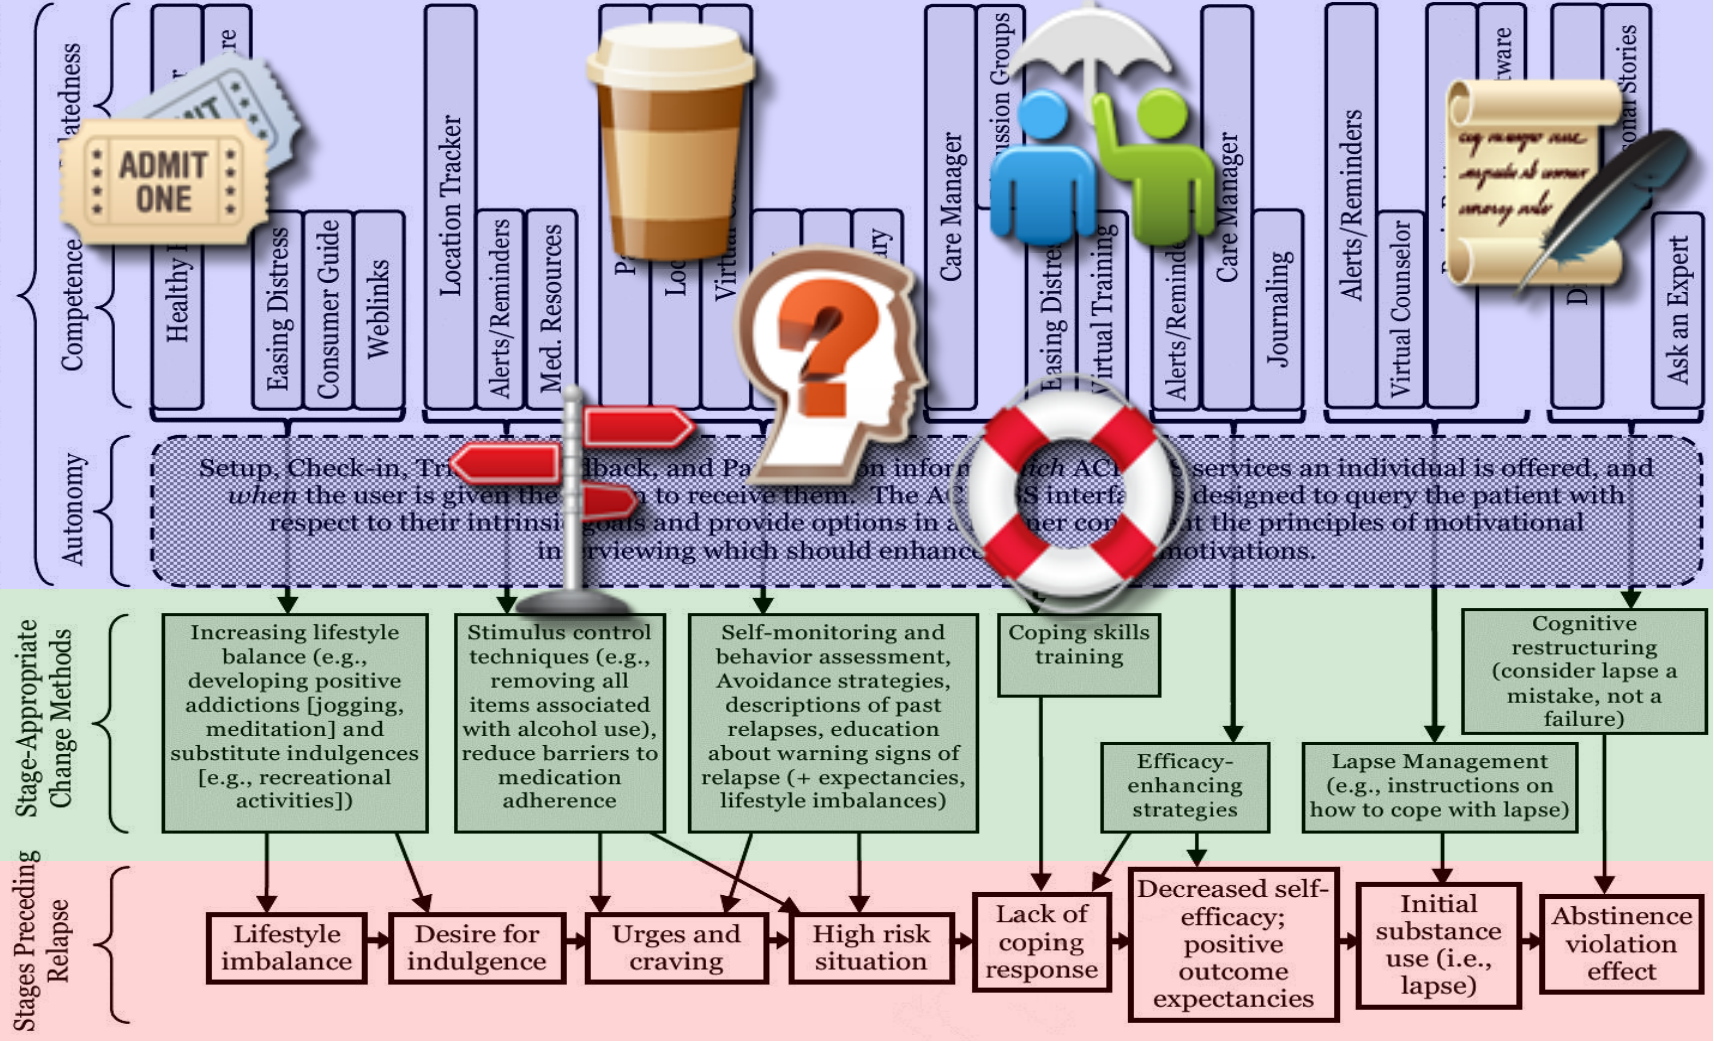 Competence
Autonomy
Healthy
Easing Distress
Consumer Guide
Weblinks
Location Tracker
Alerts/Reminders
Med. Resources
Care Manager
Easing
Virtual Training
Care Manager
Journaling
Alerts/Reminders
Virtual Counselor
Stories
Ask an Expert
ADMIT
ONE
Setup, Check-in, and on ACH services an individual is offered, and
when the user is given the to receive them. The interface designed to query the patient with
respect to their intrinsic goals and provide options in a the principles of motivational
interviewing which should enhance motivations.
Stage-Appropriate
Change Methods
Increasing lifestyle
balance (e.g.,
developing positive
addictions [jogging,
meditation] and
substitute indulgences
[e.g., recreational
activities])
Stimulus control
techniques (e.g.,
removing all
items associated
with alcohol use),
reduce barriers to
medication
adherence
Self-monitoring and
behavior assessment,
Avoidance strategies,
descriptions of past
relapses, education
about warning signs of
relapse (+ expectancies,
lifestyle imbalances)
Coping skills
training
Efficacy-
enhancing
strategies
Lapse Management
(e.g., instructions on
how to cope with lapse)
Cognitive
restructuring
(consider lapse a
mistake, not a
failure)
Stages Preceding
Relapse
Lifestyle
imbalance
Desire for
indulgence
Urges and
craving
High risk
situation
Lack of
coping
response
Decreased self-
efficacy;
positive
outcome
expectancies
Initial
substance
use (i.e.,
lapse)
Abstinence
violation
effect